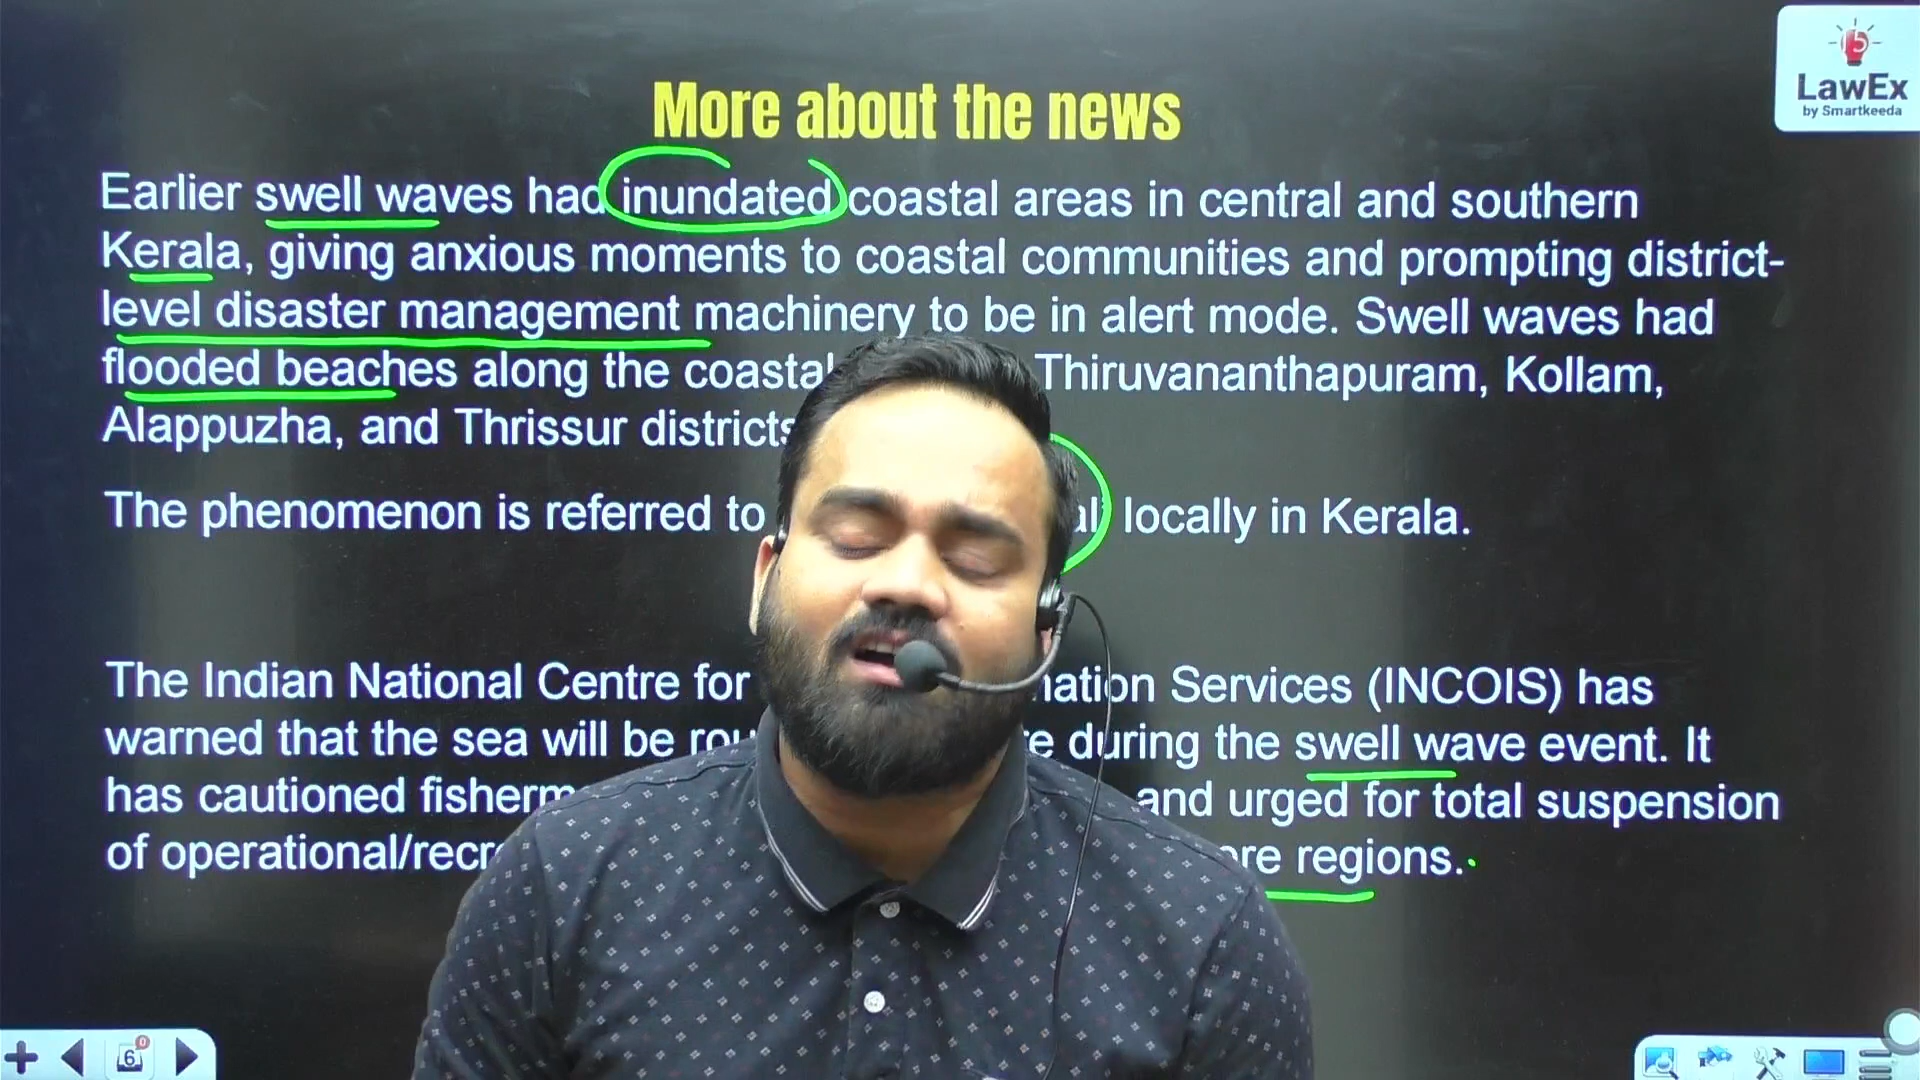 LawEx
by Smartkeeda
More about the news
Earlier swell waves had inundated coastal areas in central and southern
Kerala, giving anxious moments to coastal communities and prompting district-
level disaster management machinery to be in alert mode. Swell waves had
flooded beaches along the coastal Thiruvananthapuram, Kollam,
Alappuzha, and Thrissur districts
The phenomenon is referred to locally in Kerala.
The Indian National Centre for Services (INCOIS) has
warned that the sea will be during the swell wave event. It
has cautioned and urged for total suspension
of regions.
6
0